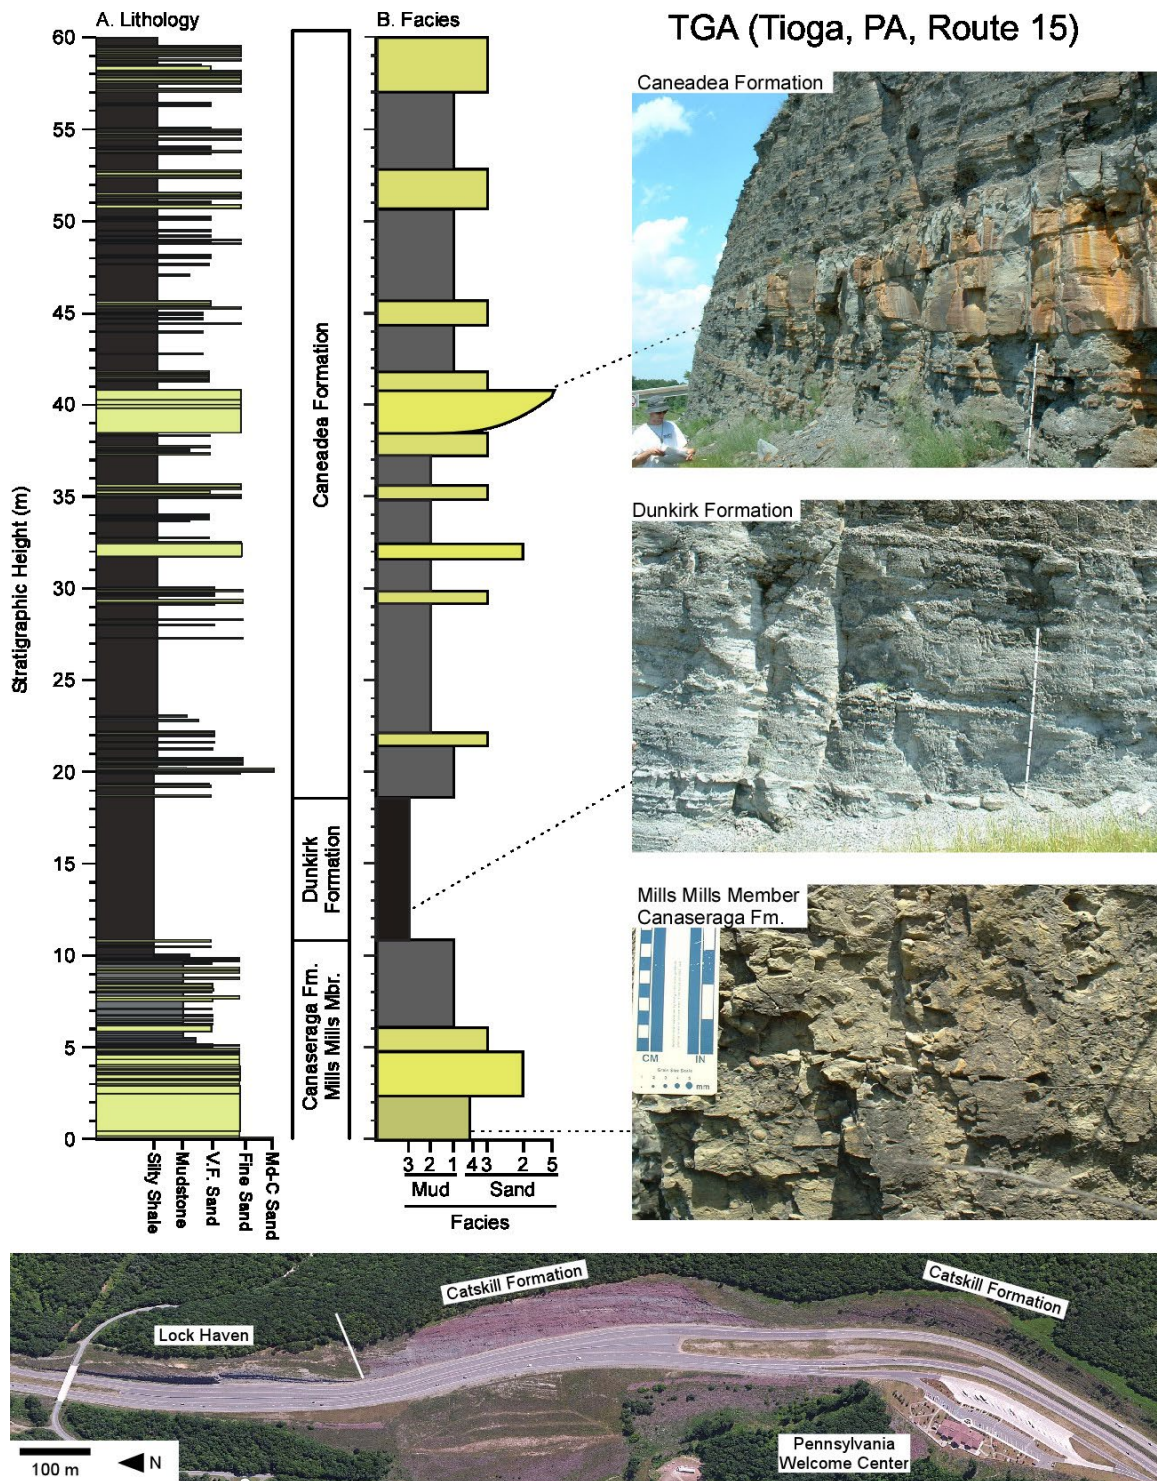 A. Lithology
B. Facies
TGA (Tioga, PA, Route 15)
60
55
50
45
40
35
30
25
20
15
10
5
0
Stratigraphic Height (m)
Silty Shale
Mudstone
V.F. Sand
Fine Sand
Md-C Sand
Caneadea Formation
Dunkirk
Formation
Canaseraga Fm.
Mills Mills Mbr.
3 2 1 4 3 2 5
Mud Sand
Facies
Caneadea Formation
Dunkirk Formation
Mills Mills Member
Canaseraga Fm.
CM IN
mm
Catskill Formation
Catskill Formation
Lock Haven
Pennsylvania
Welcome Center
100 m
N